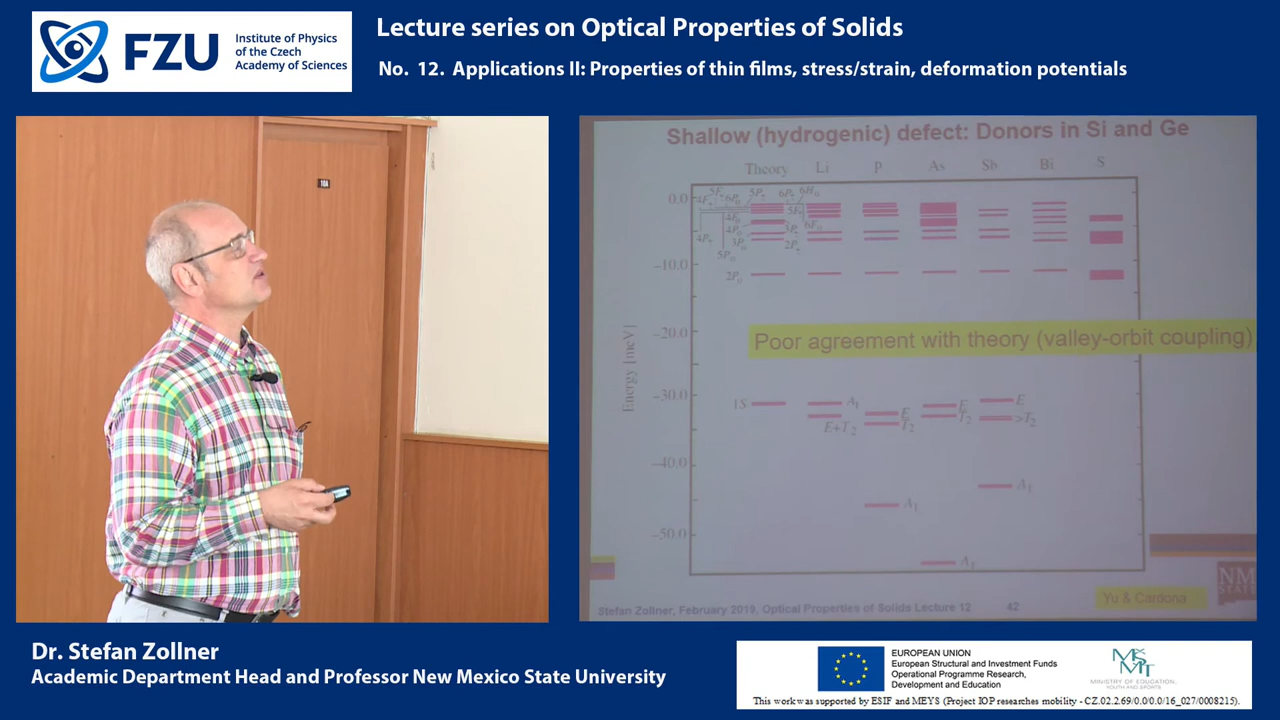 FZU
Institute of Physics
of the Czech
Academy of Sciences
Lecture series on Optical Properties of Solids
No. 12. Applications II: Properties of thin films, stress/strain, deformation potentials
10A
Shallow (hydrogenic) defect: Donors in Si and Ge
Theory Li P As Sb Bi S
0.0
-10.0
2P₀
-20.0
Poor agreement with theory (valley-orbit coupling)
Energy [meV]
-30.0
1S A₁ E E E
E+T₂ T₂ T₂ >T₂
-40.0
A₁
A₁
-50.0
A₁
Yu & Cardona
NM
STATE
Stefan Zollner, February 2019, Optical Properties of Solids Lecture 12 42
Dr. Stefan Zollner
Academic Department Head and Professor New Mexico State University
EUROPEAN UNION
European Structural and Investment Funds
Operational Programme Research,
Development and Education
MINISTRY OF EDUCATION,
YOUTH AND SPORTS
This work was supported by ESIF and MEYS (Project IOP researches mobility - CZ.02.2.69/0.0/0.0/16_027/0008215).